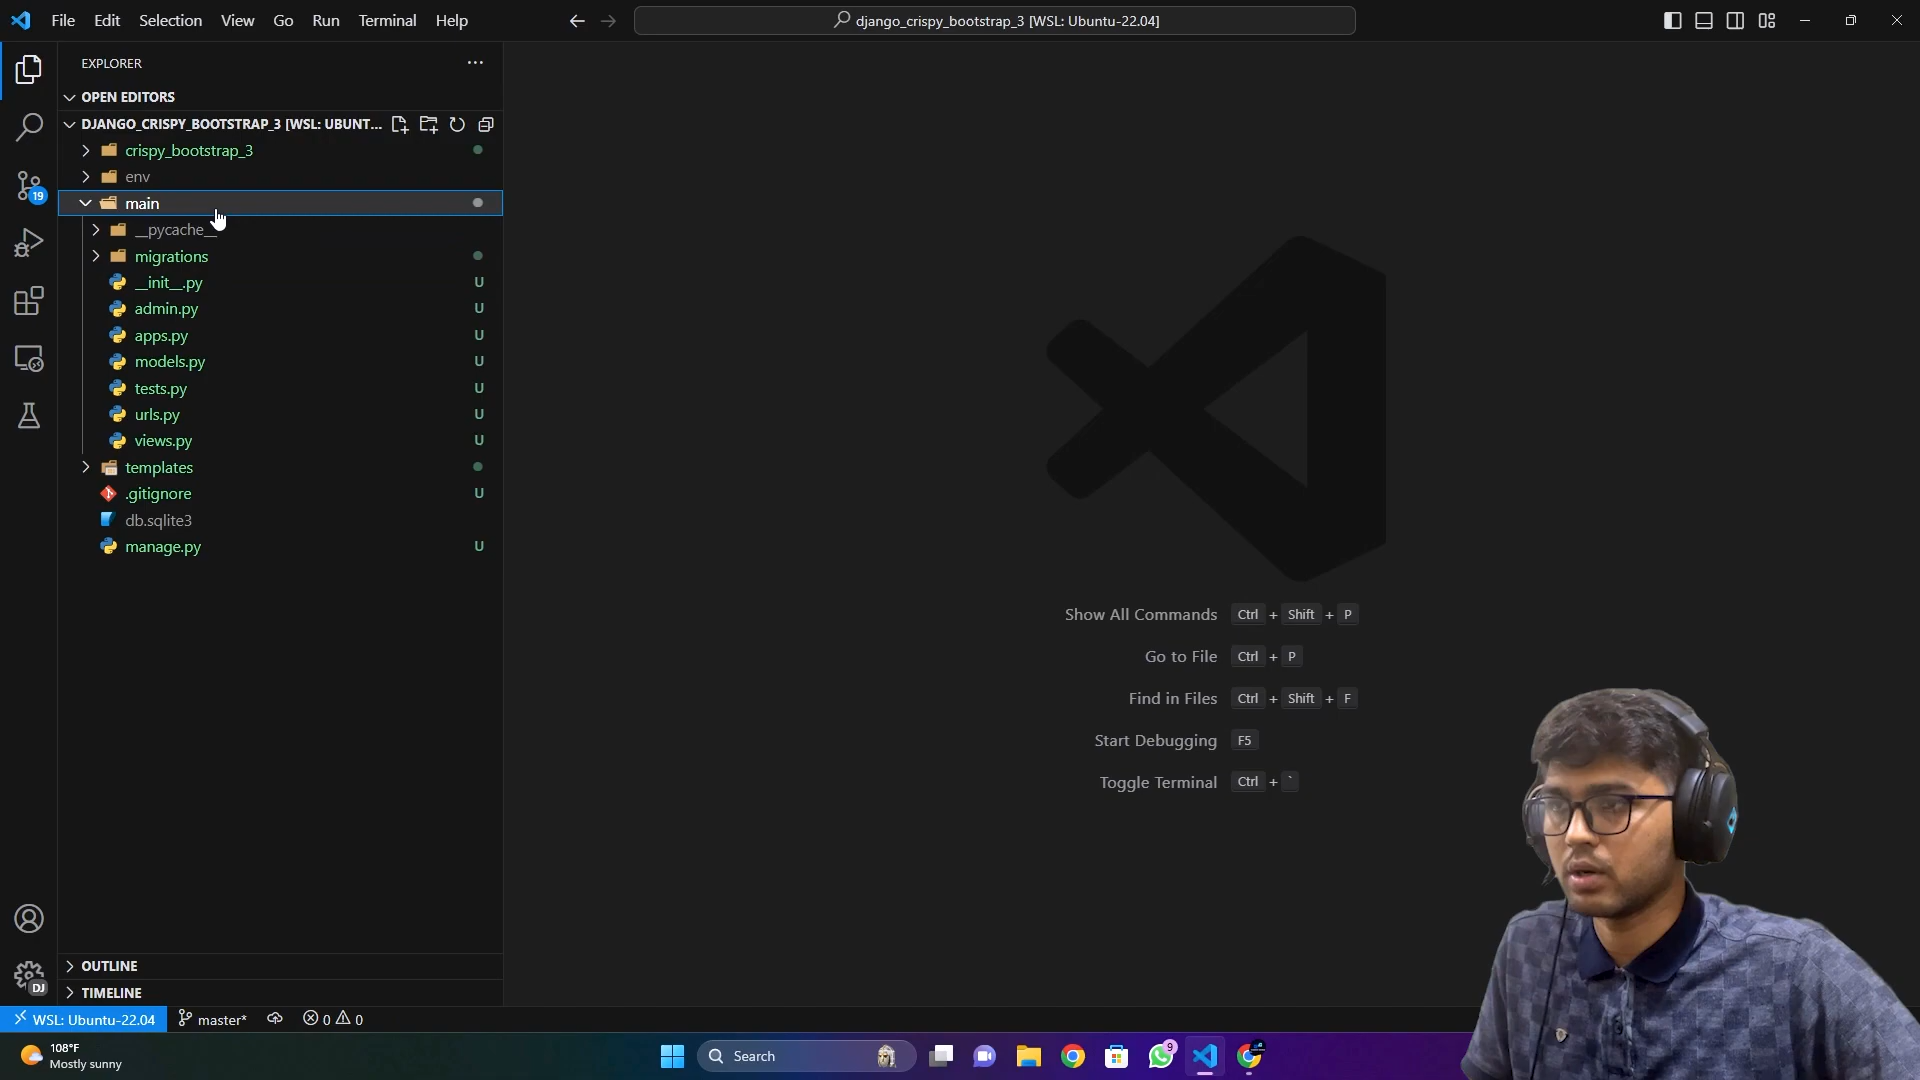 File Edit Selection View Go Run Terminal Help
django_crispy_bootstrap_3 [WSL: Ubuntu-22.04]
EXPLORER
OPEN EDITORS
DJANGO_CRISPY_BOOTSTRAP_3 [WSL: UBUNT...
crispy_bootstrap_3
env
main
__pycache__
migrations
__init__.py U
admin.py U
apps.py U
models.py U
tests.py U
urls.py U
views.py U
templates
.gitignore U
db.sqlite3
manage.py U
19
Show All Commands Ctrl + Shift + P
Go to File Ctrl + P
Find in Files Ctrl + Shift + F
Start Debugging F5
Toggle Terminal Ctrl + `
DJ
OUTLINE
TIMELINE
WSL: Ubuntu-22.04 master* 0 0
108°F
Mostly sunny
Search
9